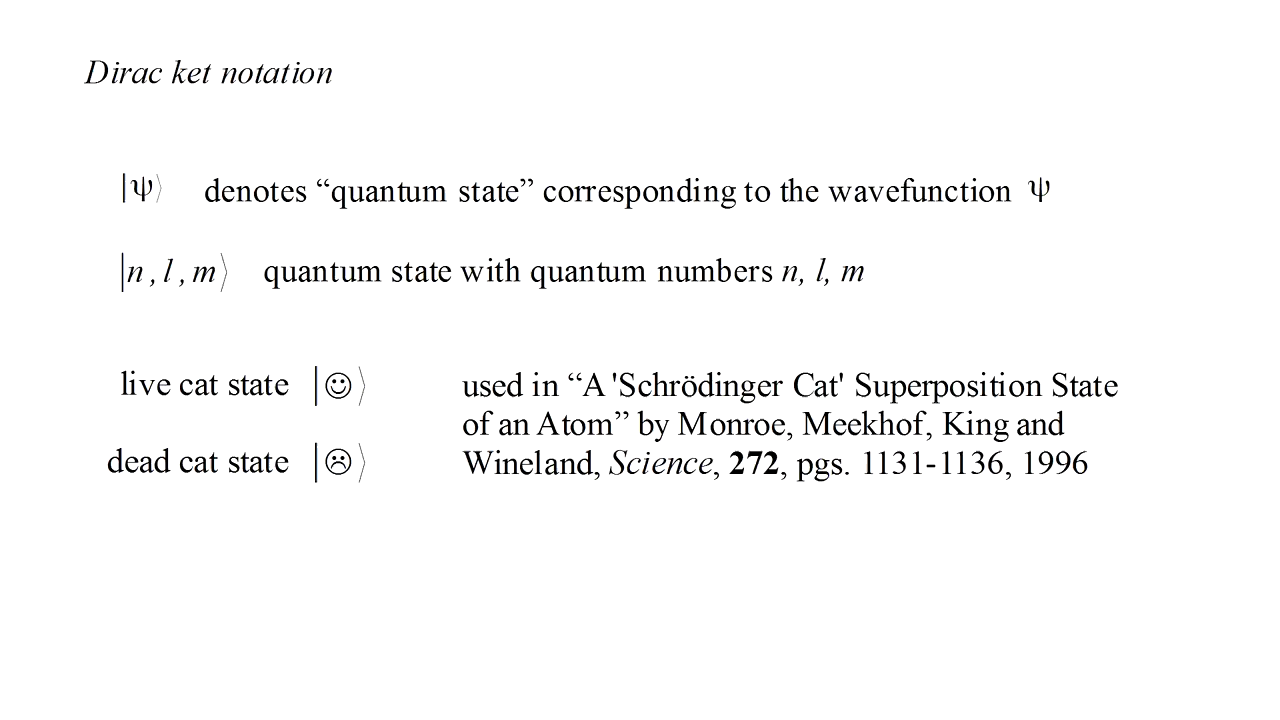 Dirac ket notation
|ψ⟩ denotes “quantum state” corresponding to the wavefunction ψ
|n , l , m⟩ quantum state with quantum numbers n, l, m
live cat state |☺⟩
dead cat state |☹⟩
used in “A 'Schrödinger Cat' Superposition State
of an Atom” by Monroe, Meekhof, King and
Wineland, Science, 272, pgs. 1131-1136, 1996